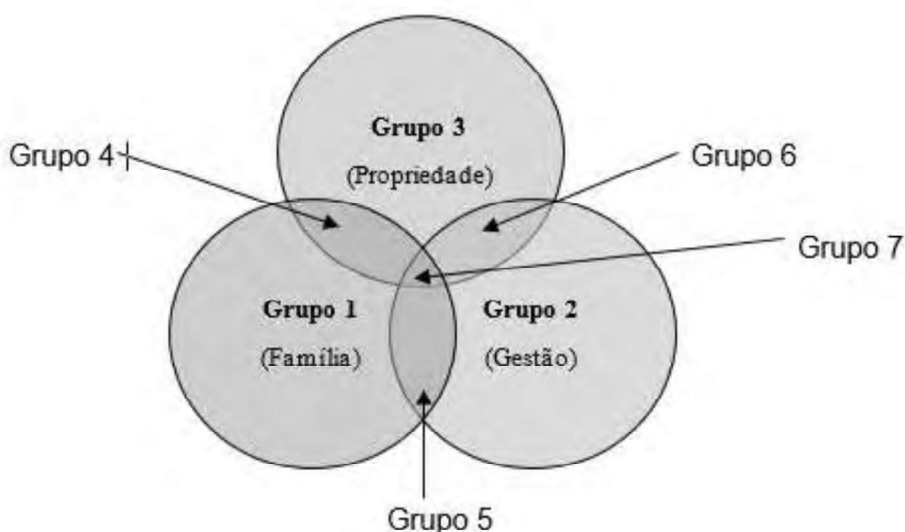 Grupo 3
(Propriedade)
Grupo 4
Grupo 6
Grupo 7
Grupo 1
(Família)
Grupo 2
(Gestão)
Grupo 5